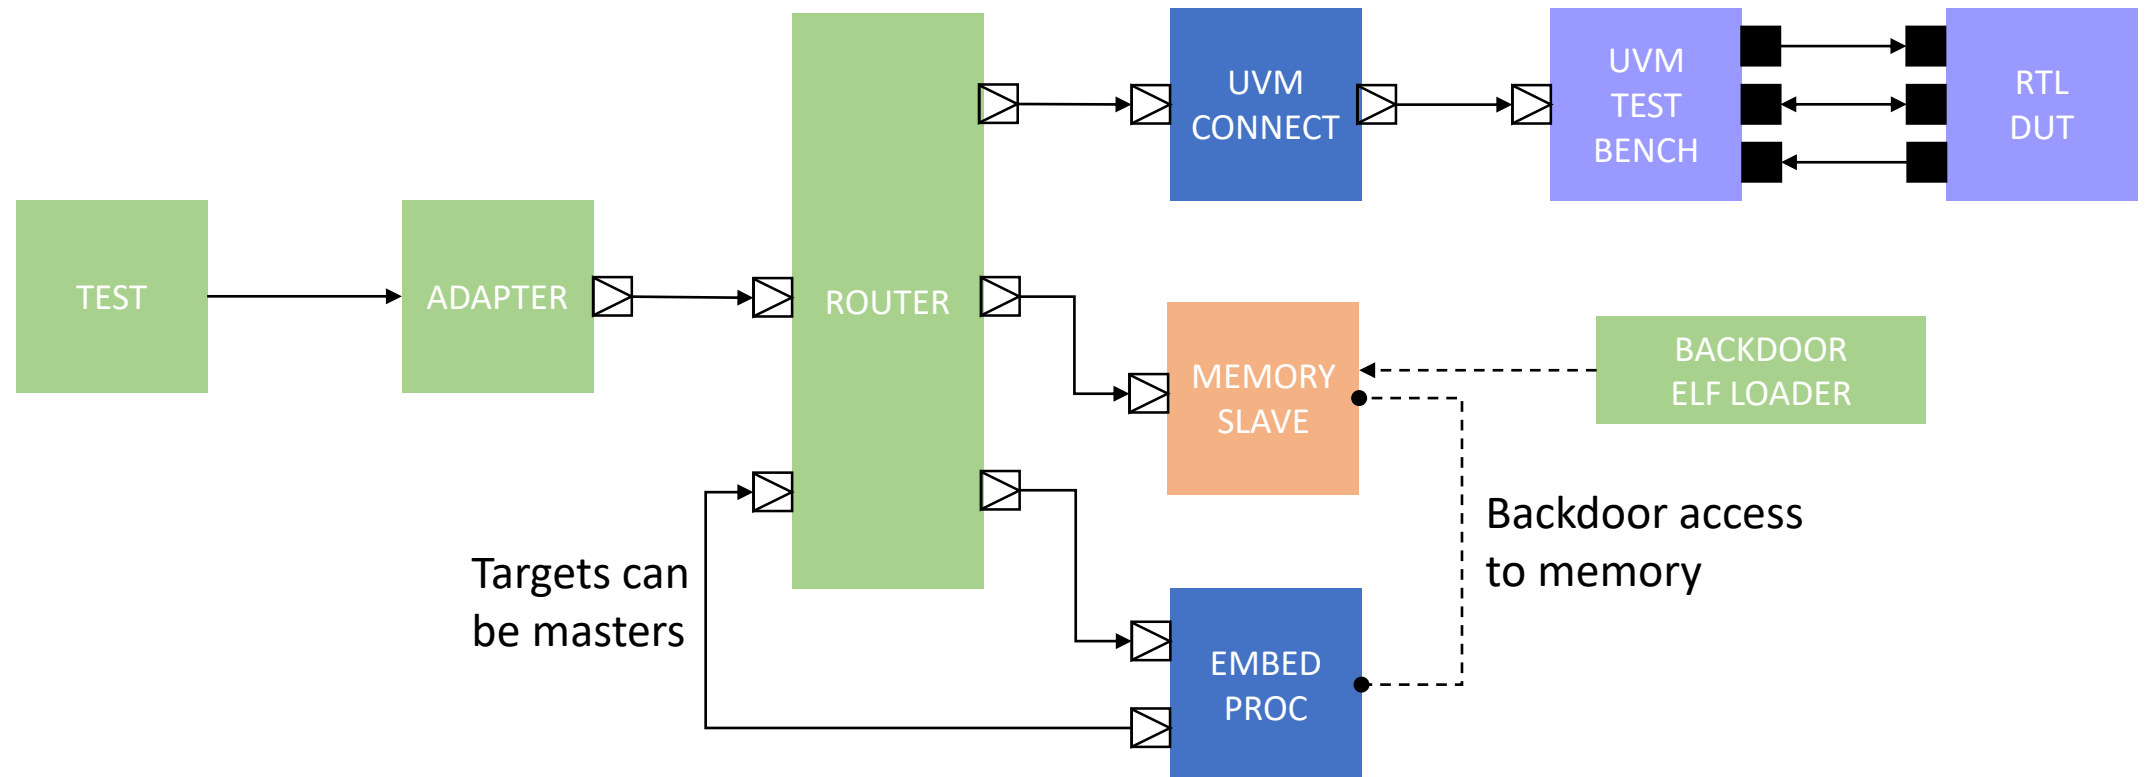 TEST
ADAPTER
ROUTER
UVM
CONNECT
UVM
TEST
BENCH
RTL
DUT
MEMORY
SLAVE
BACKDOOR
ELF LOADER
Backdoor access
to memory
Targets can
be masters
EMBED
PROC